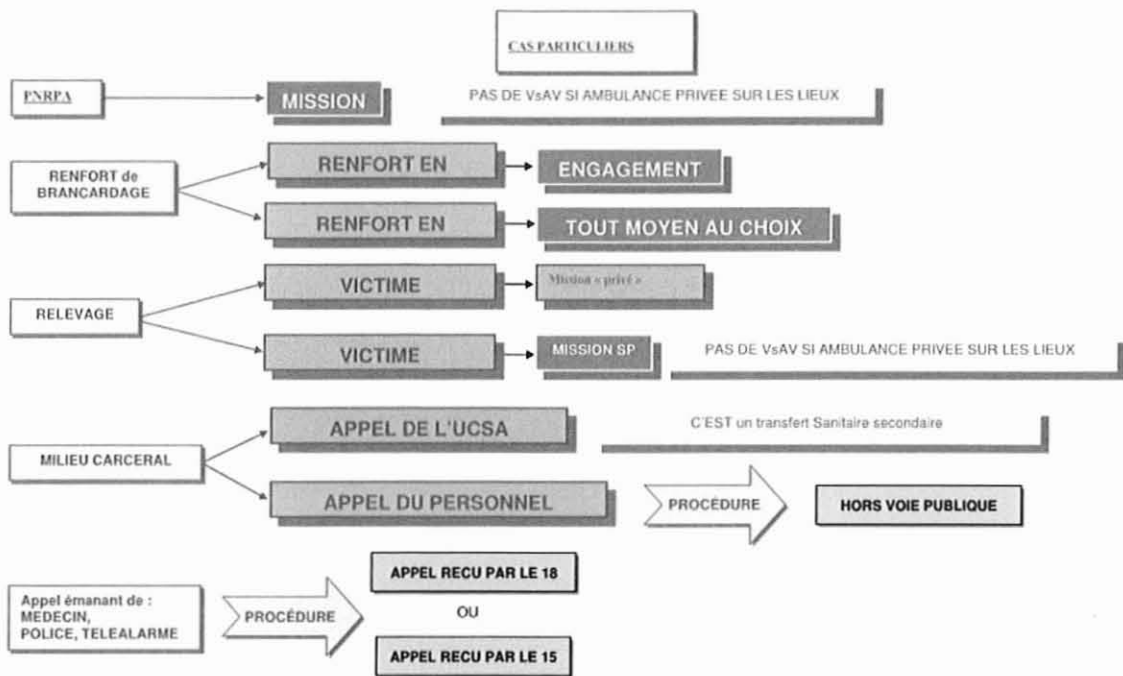 CAS PARTICULIERS
PNRPA
MISSION
PAS DE VsAV SI AMBULANCE PRIVEE SUR LES LIEUX
RENFORT de
BRANCARDAGE
RENFORT EN
ENGAGEMENT
RENFORT EN
TOUT MOYEN AU CHOIX
RELEVAGE
VICTIME
Mission « privé »
VICTIME
MISSION SP
PAS DE VsAV SI AMBULANCE PRIVEE SUR LES LIEUX
MILIEU CARCERAL
APPEL DE L'UCSA
C'EST un transfert Sanitaire secondaire
APPEL DU PERSONNEL
PROCÉDURE
HORS VOIE PUBLIQUE
Appel émanant de :
MEDECIN,
POLICE, TELEALARME
PROCÉDURE
APPEL RECU PAR LE 18
OU
APPEL RECU PAR LE 15